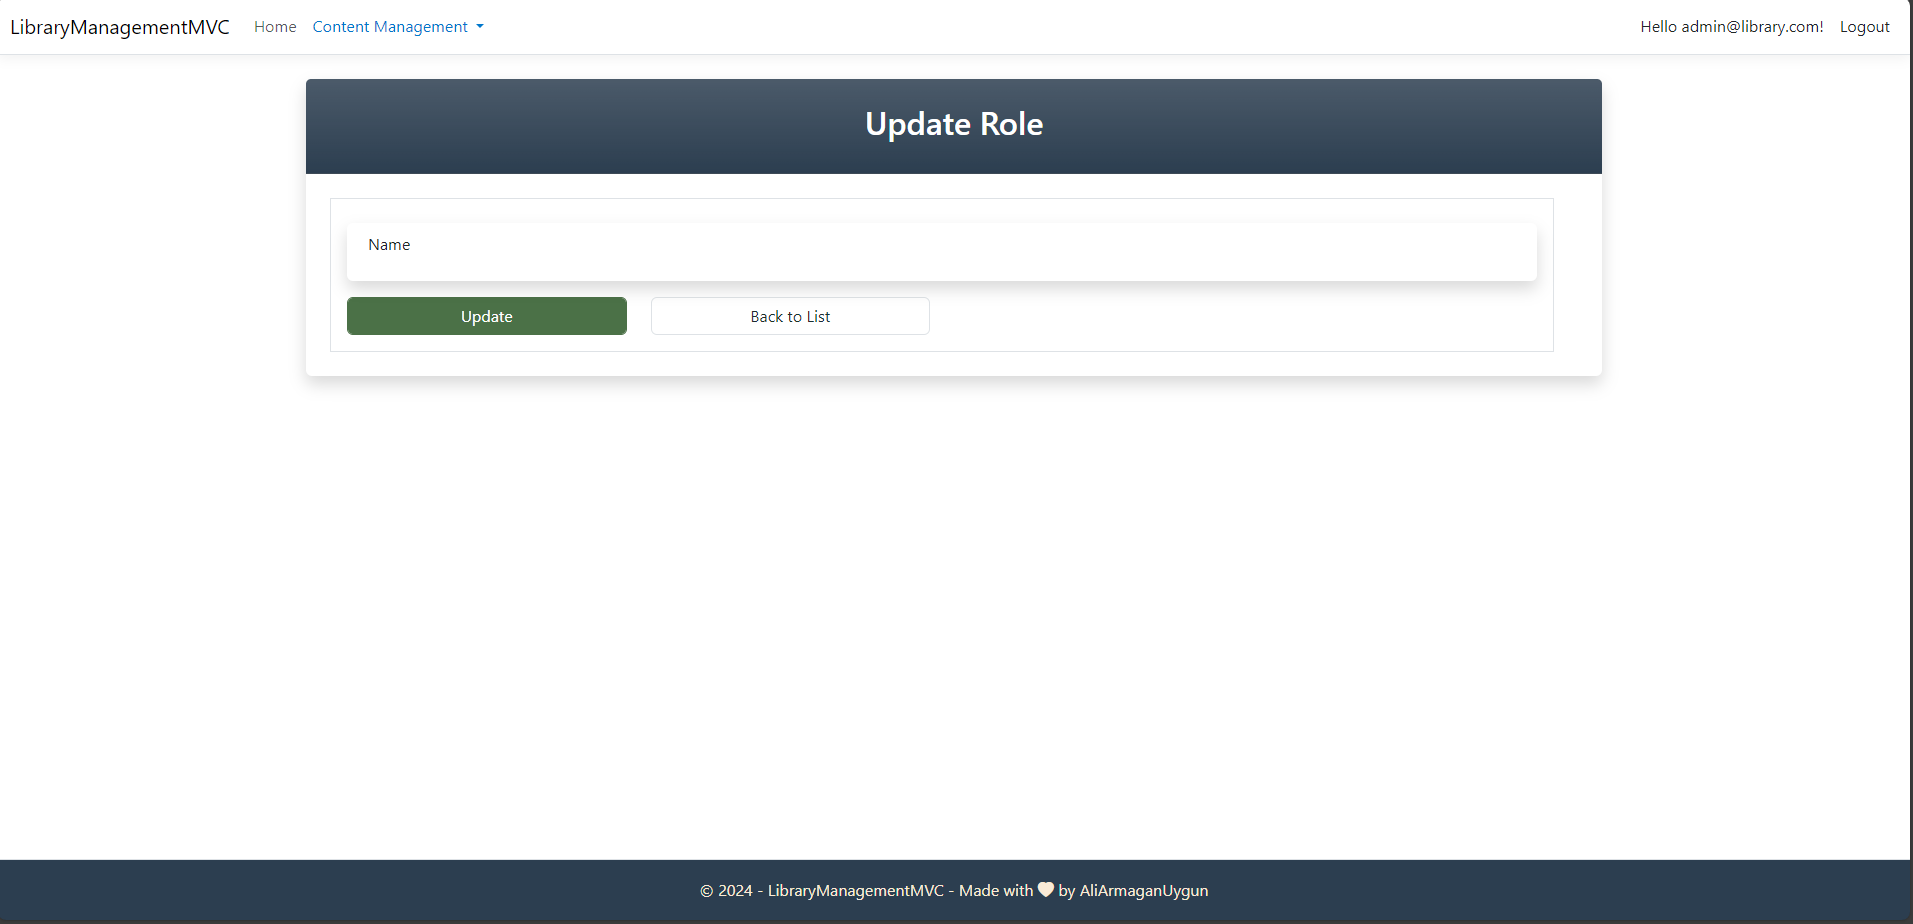 LibraryManagementMVC Home Content Management Hello admin@library.com! Logout
Update Role
Name
Update Back to List
© 2024 - LibraryManagementMVC - Made with by AliArmaganUygun